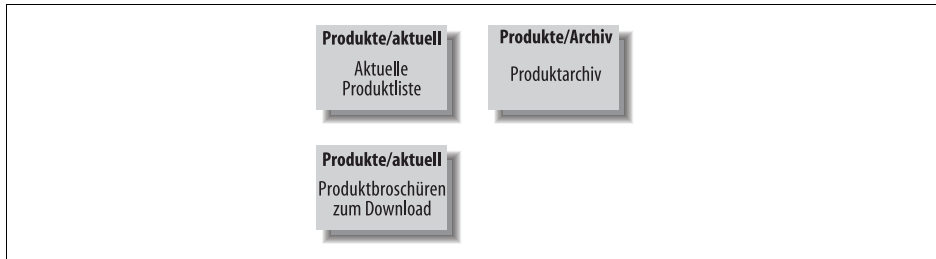 Produkte/aktuell
Aktuelle
Produktliste
Produkte/Archiv
Produktarchiv
Produkte/aktuell
Produktbroschüren
zum Download